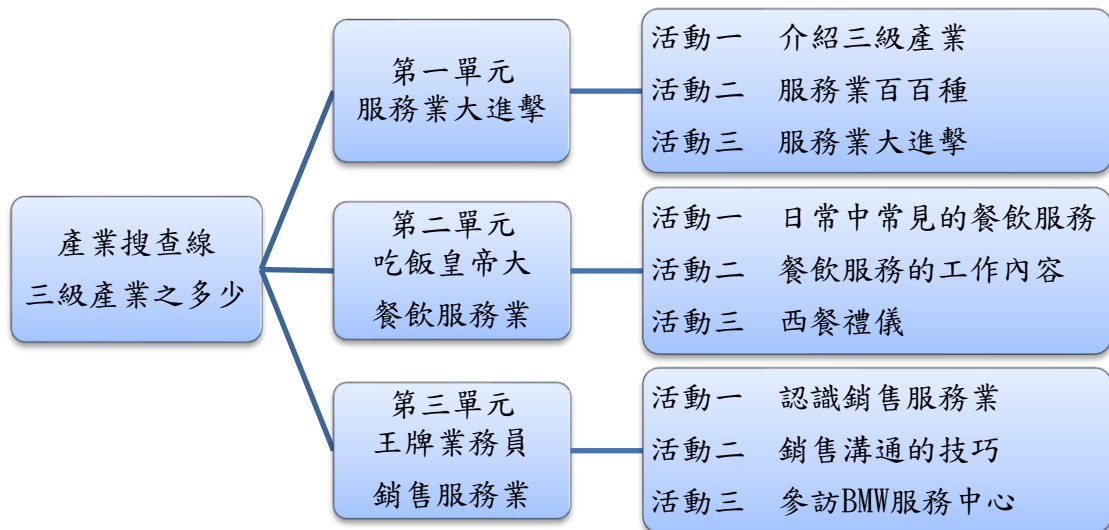 產業搜查線
三級產業之多少
第一單元
服務業大進擊
活動一 介紹三級產業
活動二 服務業百百種
活動三 服務業大進擊
第二單元
吃飯皇帝大
餐飲服務業
活動一 日常中常見的餐飲服務
活動二 餐飲服務的工作內容
活動三 西餐禮儀
第三單元
王牌業務員
銷售服務業
活動一 認識銷售服務業
活動二 銷售溝通的技巧
活動三 參訪BMW服務中心